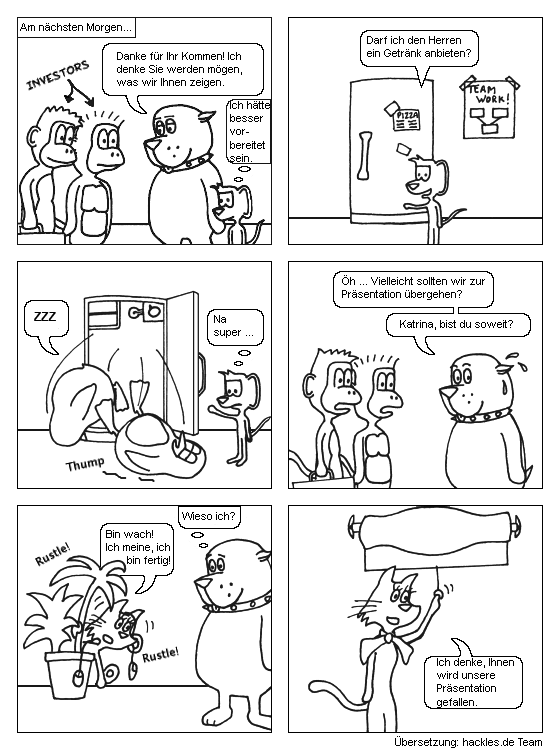 Am nächsten Morgen...
INVESTORS
Danke für Ihr Kommen! Ich
denke Sie werden mögen,
was wir Ihnen zeigen.
Ich hätte
besser
vor-
bereitet
sein.
Darf ich den Herren
ein Getränk anbieten?
PIZZA
TEAM
WORK!
ZZZ
Na
super ...
Thump
Öh ... Vielleicht sollten wir zur
Präsentation übergehen?
Katrina, bist du soweit?
Rustle!
Bin wach!
Ich meine, ich
bin fertig!
Wieso ich?
Rustle!
Ich denke, Ihnen
wird unsere
Präsentation
gefallen.
Übersetzung: hackles.de Team